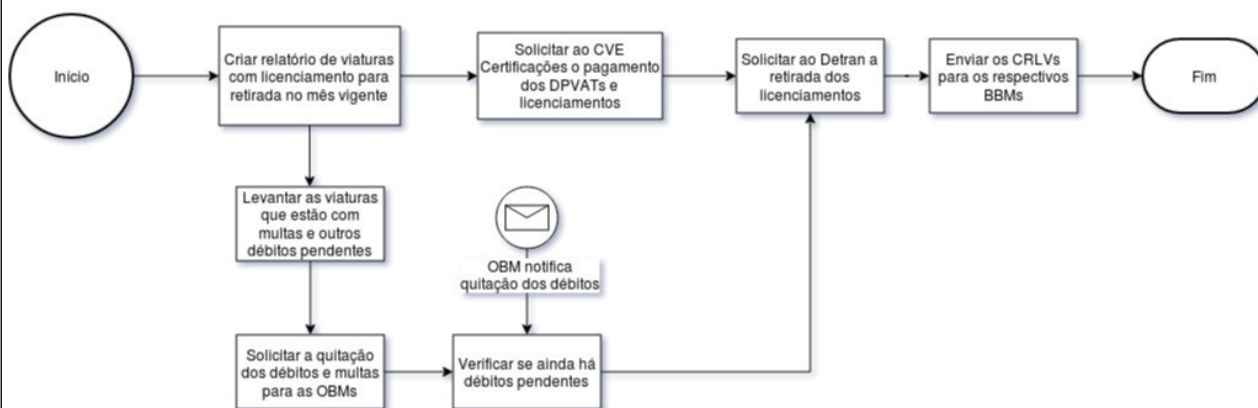 Início
Criar relatório de viaturas
com licenciamento para
retirada no mês vigente
Solicitar ao CVE
Certificações o pagamento
dos DPVATs e
licenciamentos
Solicitar ao Detran a
retirada dos
licenciamentos
Enviar os CRLVs
para os respectivos
BBMs
Fim
Levantar as viaturas
que estão com
multas e outros
débitos pendentes
OBM notifica
quitação dos débitos
Solicitar a quitação
dos débitos e multas
para as OBMs
Verificar se ainda há
débitos pendentes